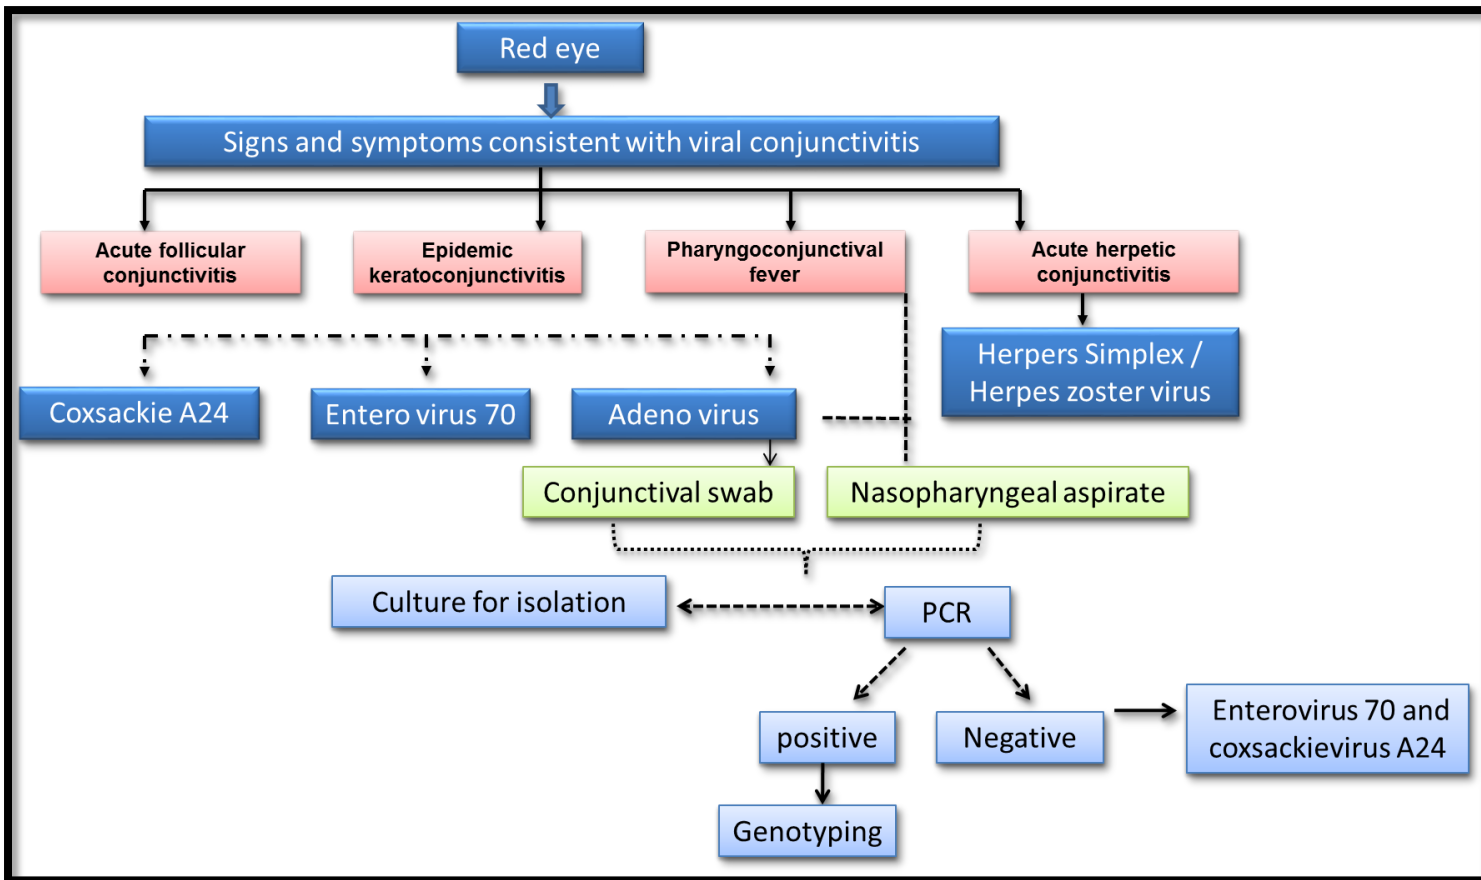 Red eye
Signs and symptoms consistent with viral conjunctivitis
Acute follicular
conjunctivitis
Epidemic
keratoconjunctivitis
Pharyngoconjunctival
fever
Acute herpetic
conjunctivitis
Herpers Simplex /
Herpes zoster virus
Coxsackie A24
Entero virus 70
Adeno virus
Conjunctival swab
Nasopharyngeal aspirate
Culture for isolation
PCR
positive
Negative
Enterovirus 70 and
coxsackievirus A24
Genotyping